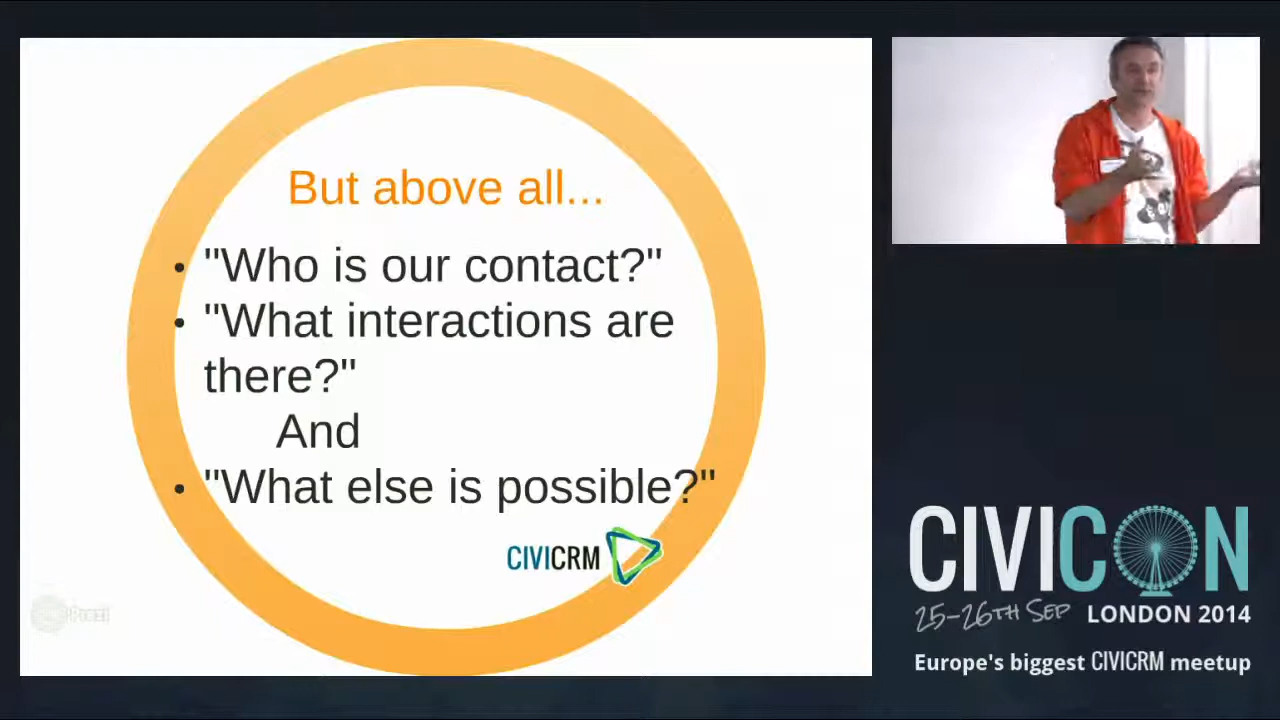 But above all...
• "Who is our contact?"
• "What interactions are
there?"
And
• "What else is possible?"
CIVICRM
CIVICON
25-26TH SEP LONDON 2014
Europe's biggest CIVICRM meetup